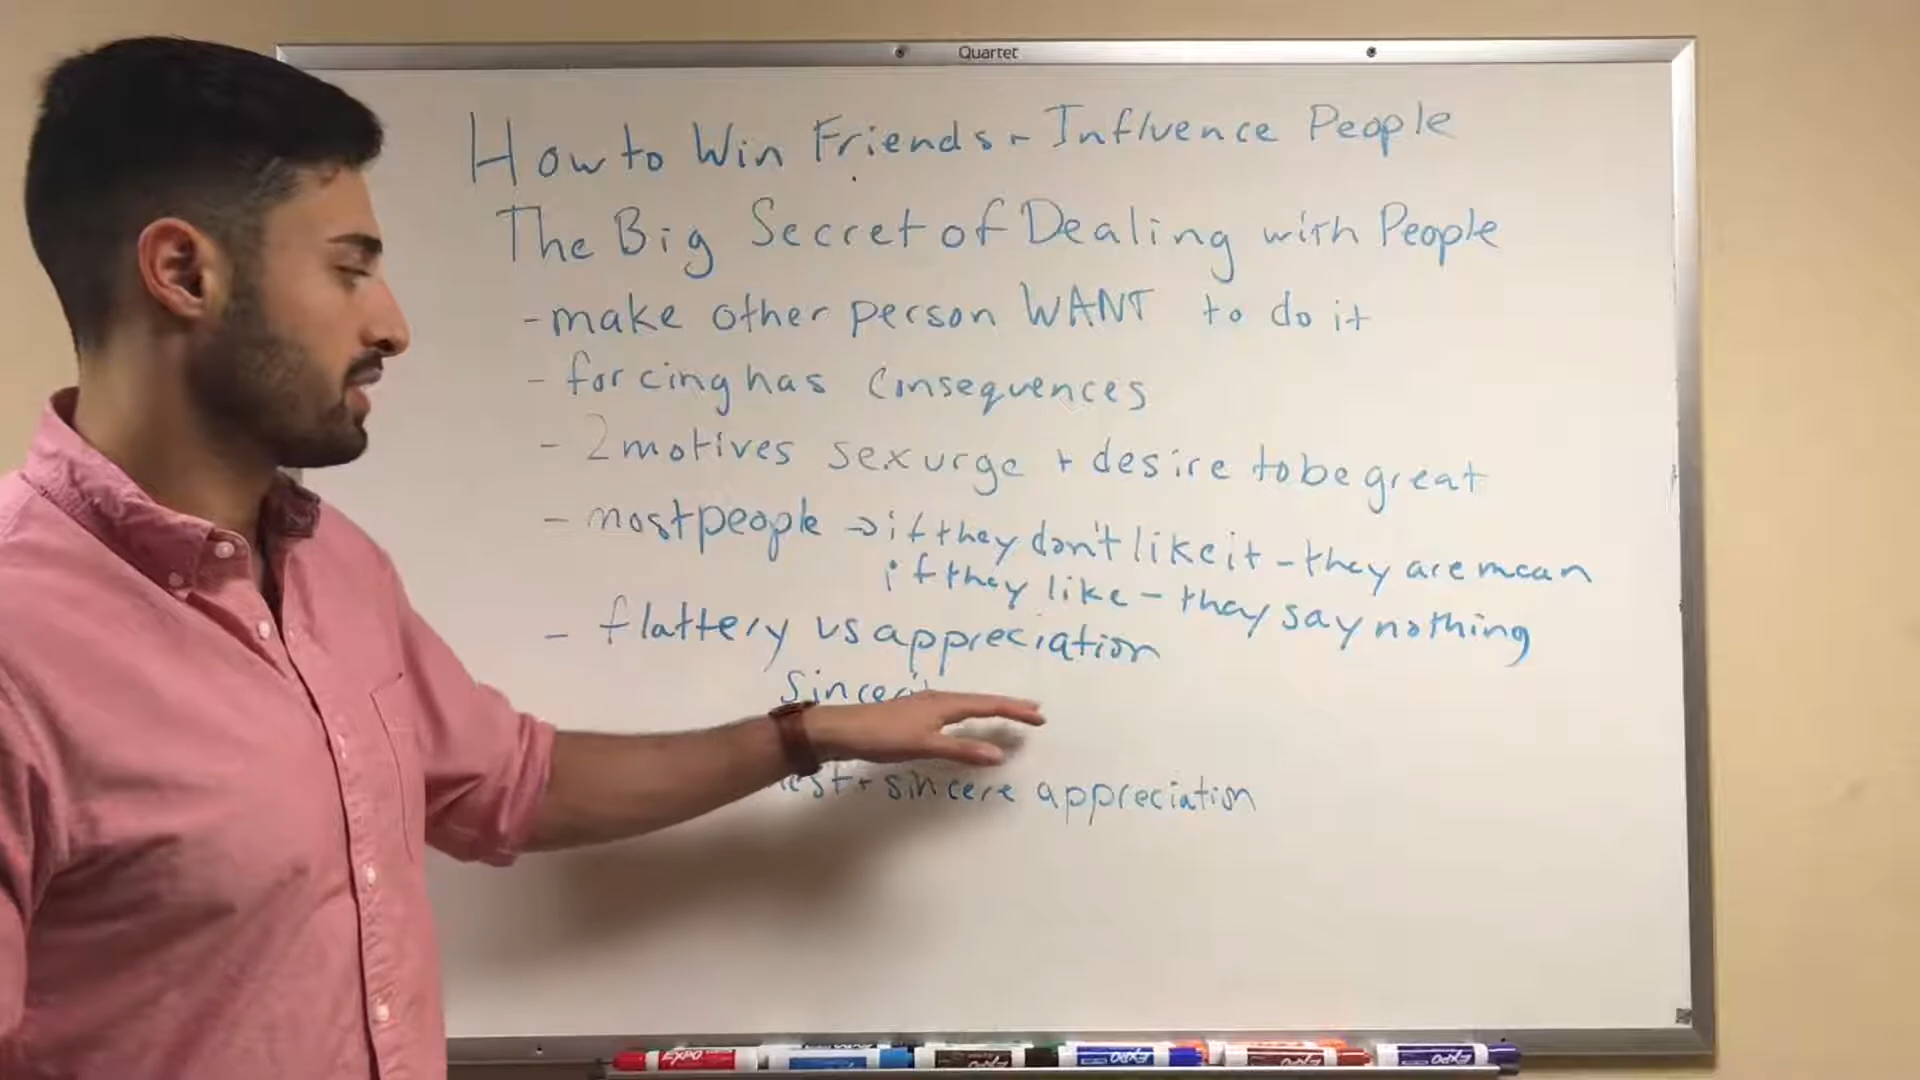 Quartet
How to Win Friends - Influence People
The Big Secret of Dealing with People
- make other person WANT to do it
- forcing has consequences
- 2 motives sex urge + desire to be great
- most people → if they don't like it - they are mean
if they like - they say nothing
- flattery vs appreciation
+ sincere appreciation
EXPO
EXPO
EXPO
EXPO